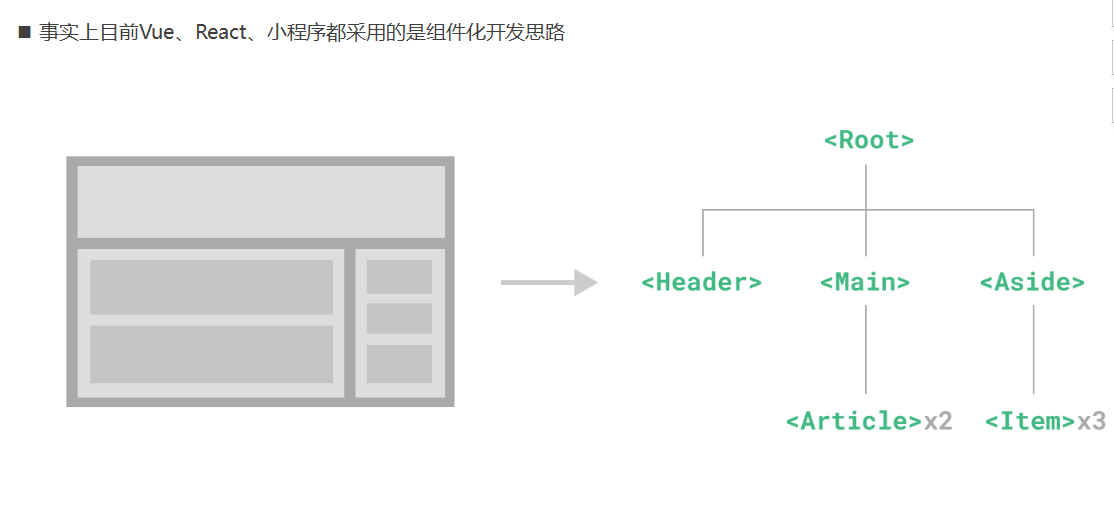 ■ 事实上目前Vue、React、小程序都采用的是组件化开发思路
<Root>
<Header> <Main> <Aside>
<Article>x2 <Item>x3